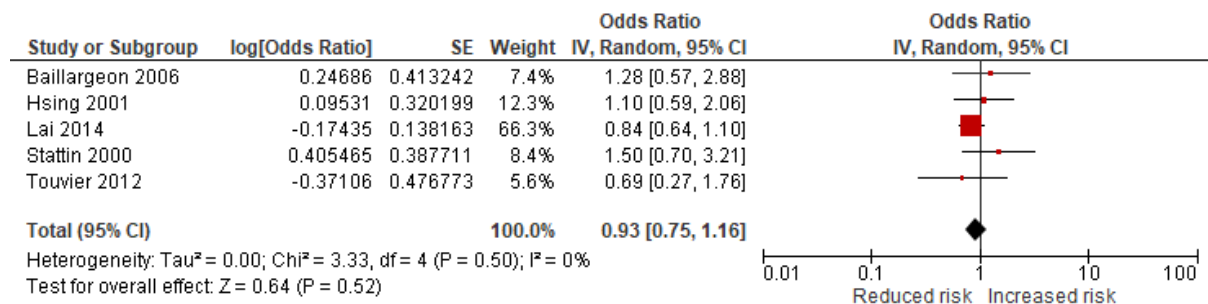 Odds Ratio Odds Ratio
Study or Subgroup log[Odds Ratio] SE Weight IV, Random, 95% CI IV, Random, 95% CI
Baillargeon 2006 0.24686 0.413242 7.4% 1.28 [0.57, 2.88]
Hsing 2001 0.09531 0.320199 12.3% 1.10 [0.59, 2.06]
Lai 2014 -0.17435 0.138163 66.3% 0.84 [0.64, 1.10]
Stattin 2000 0.405465 0.387711 8.4% 1.50 [0.70, 3.21]
Touvier 2012 -0.37106 0.476773 5.6% 0.69 [0.27, 1.76]
Total (95% CI) 100.0% 0.93 [0.75, 1.16]
Heterogeneity: Tau² = 0.00; Chi² = 3.33, df = 4 (P = 0.50); I² = 0%
Test for overall effect: Z = 0.64 (P = 0.52)
0.01 0.1 1 10 100
Reduced risk Increased risk